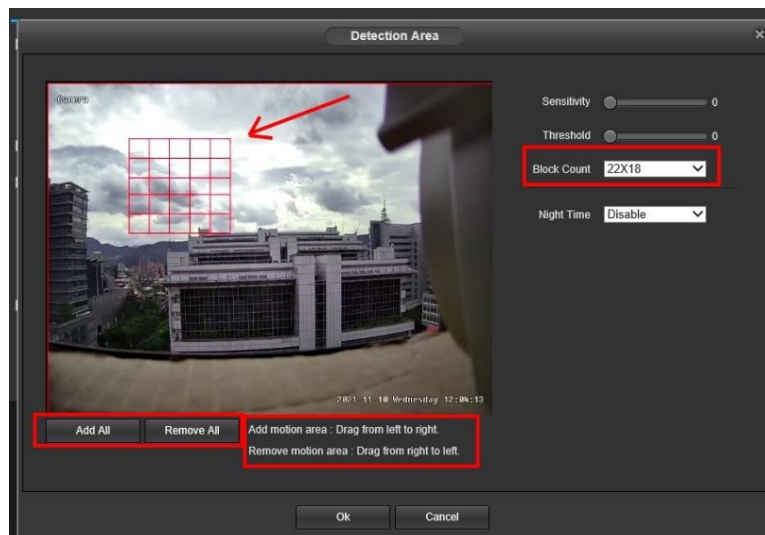 Detection Area
Camera
Sensitivity 0
Threshold 0
Block Count 22X18
Night Time Disable
2021 11 10 Wednesday 12:04:13
Add All Remove All
Add motion area : Drag from left to right.
Remove motion area : Drag from right to left.
Ok Cancel